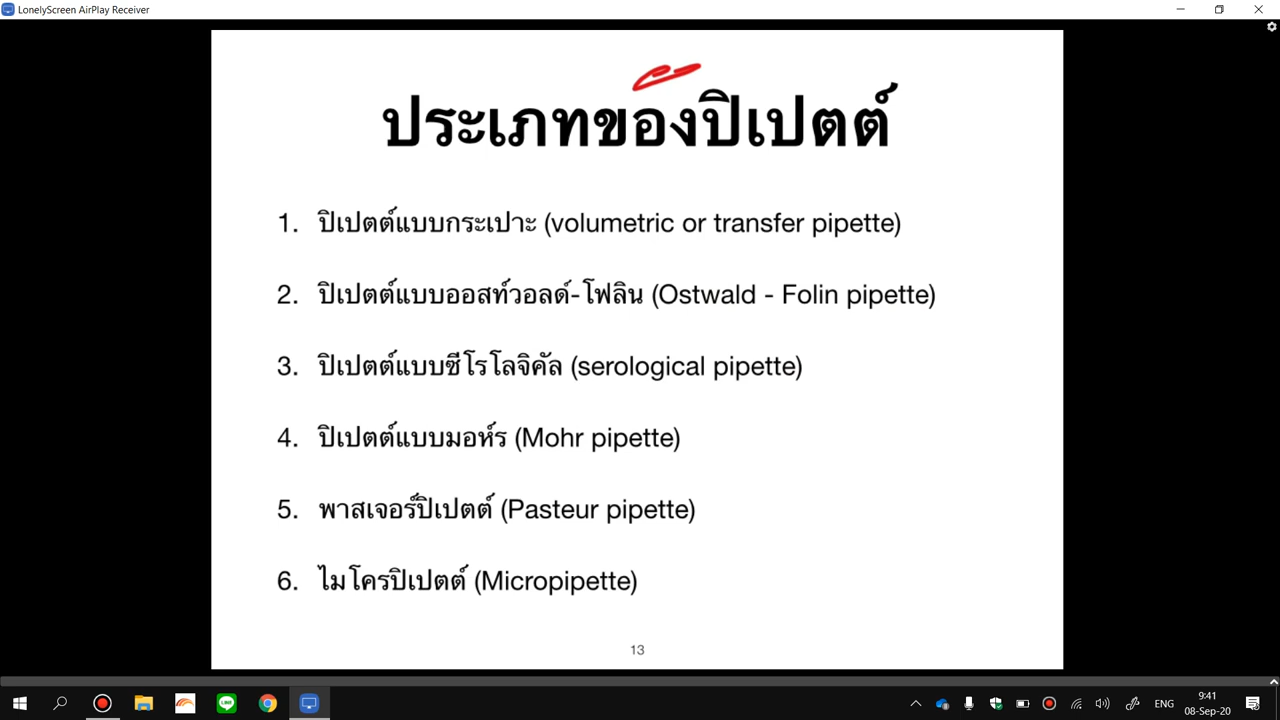 LonelyScreen AirPlay Receiver
ประเภทของปิเปตต์
1. ปิเปตต์แบบกระเปาะ (volumetric or transfer pipette)
2. ปิเปตต์แบบออสท์วอลด์-โฟลิน (Ostwald - Folin pipette)
3. ปิเปตต์แบบซีโรโลจิคัล (serological pipette)
4. ปิเปตต์แบบมอห์ร (Mohr pipette)
5. พาสเจอร์ปิเปตต์ (Pasteur pipette)
6. ไมโครปิเปตต์ (Micropipette)
13
ENG
9:41
08-Sep-20